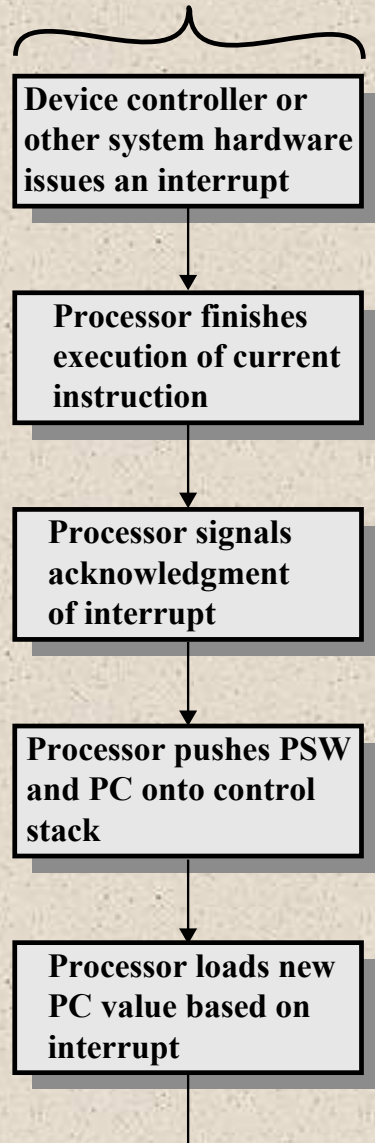 Device controller or
other system hardware
issues an interrupt
Processor finishes
execution of current
instruction
Processor signals
acknowledgment
of interrupt
Processor pushes PSW
and PC onto control
stack
Processor loads new
PC value based on
interrupt